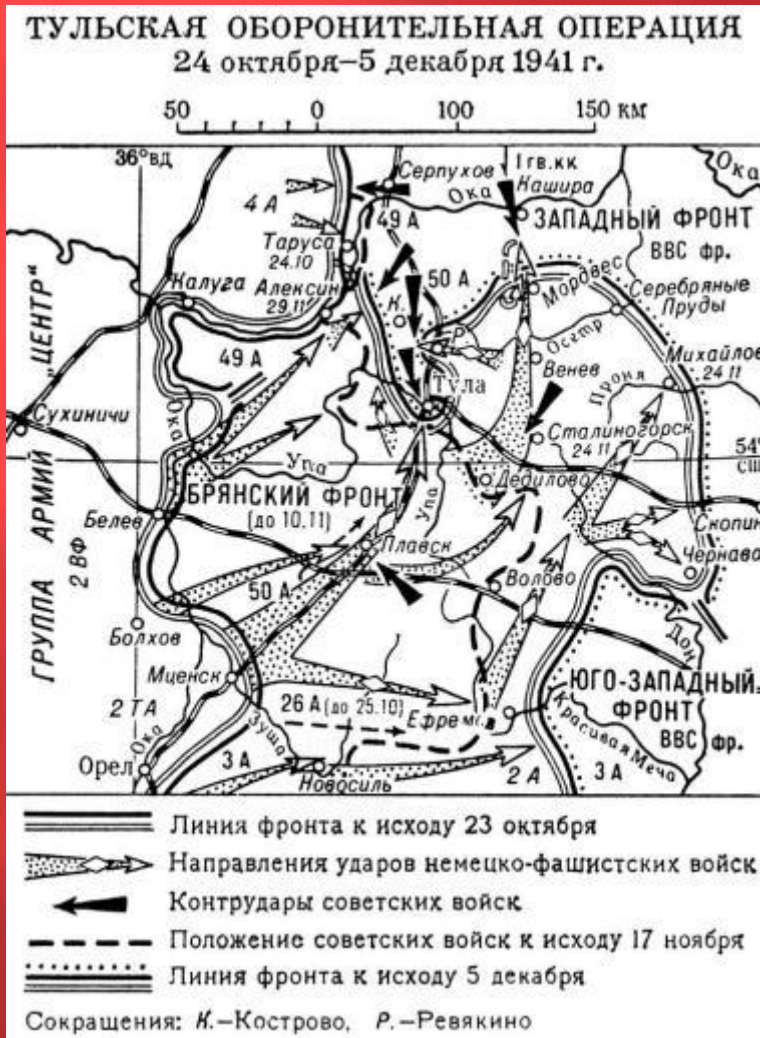 ТУЛЬСКАЯ ОБОРОНИТЕЛЬНАЯ ОПЕРАЦИЯ
24 октября–5 декабря 1941 г.
50 0 100 150 км
36°вд
Серпухов
1 гв.кк
Ока
Кашира
Ока
4 А
49 А
ЗАПАДНЫЙ ФРОНТ
ВВС фр.
Таруса
24.10
Калуга
Алексин
29.11
50 А
Мордвес
Серебряные
Пруды
К.
Р.
Осетр
49 А
Венев
Михайлов
24 11
Проня
Тула
Ока
Сухиничи
Сталиногорск
24 11
54°
сш
Упа
Дедилово
БРЯНСКИЙ ФРОНТ
(до 10.11)
Упа
Белев
Скопин
Плавск
Чернава
ГРУППА АРМИЙ „ЦЕНТР"
2 ВФ
50 А
Волово
Болхов
Дон
Мценск
ЮГО-ЗАПАДНЫЙ
ФРОНТ
ВВС фр.
2 ТА
26 А (до 25.10)
Ефремов
Красивая Меча
Ока
Зуша
Орел
3 А
Новосиль
2 А
3 А
Линия фронта к исходу 23 октября
Направления ударов немецко-фашистских войск
Контрудары советских войск
Положение советских войск к исходу 17 ноября
Линия фронта к исходу 5 декабря
Сокращения: К.–Кострово, Р.–Ревякино